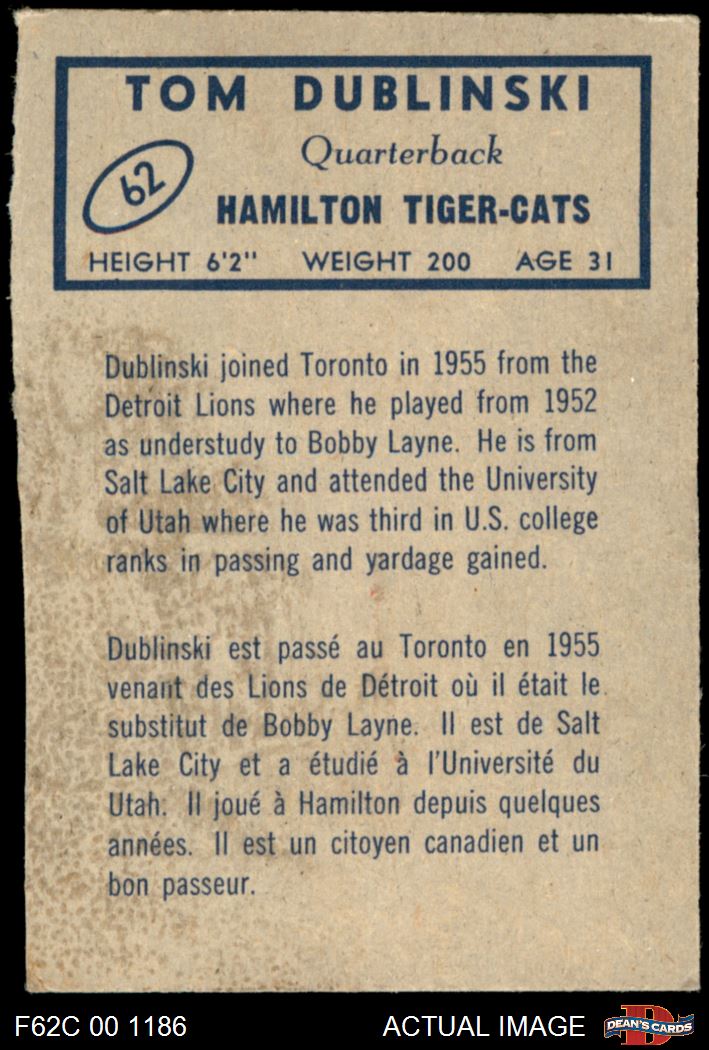 TOM DUBLINSKI
Quarterback
62
HAMILTON TIGER-CATS
HEIGHT 6'2" WEIGHT 200 AGE 31
Dublinski joined Toronto in 1955 from the
Detroit Lions where he played from 1952
as understudy to Bobby Layne. He is from
Salt Lake City and attended the University
of Utah where he was third in U.S. college
ranks in passing and yardage gained.
Dublinski est passé au Toronto en 1955
venant des Lions de Détroit où il était le
substitut de Bobby Layne. Il est de Salt
Lake City et a étudié à l'Université du
Utah. Il joué à Hamilton depuis quelques
années. Il est un citoyen canadien et un
bon passeur.
F62C 00 1186 ACTUAL IMAGE DEAN'S CARDS